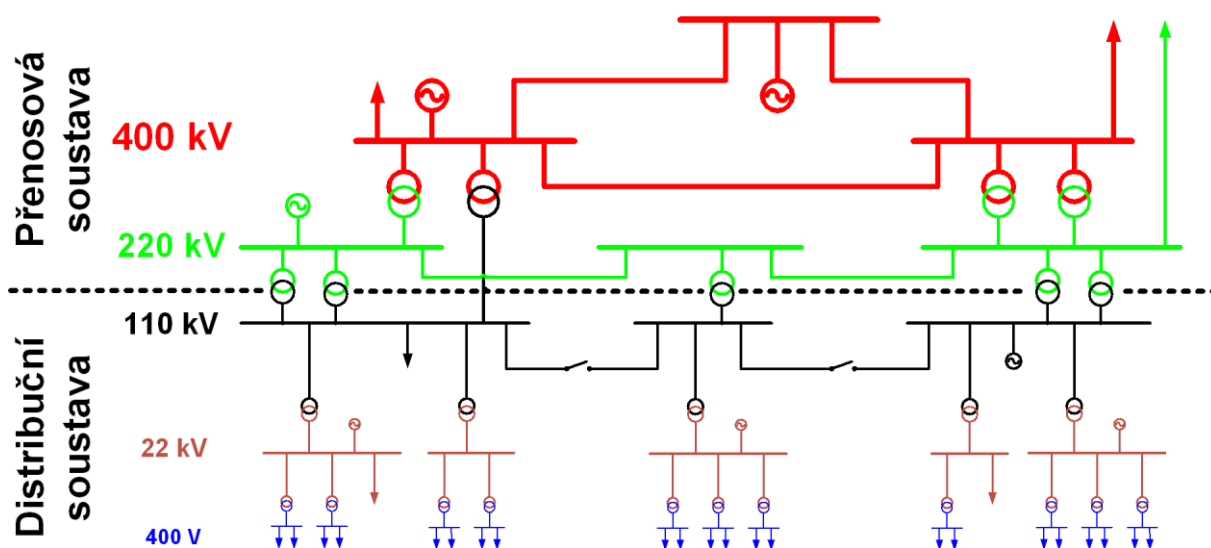 Přenosová
soustava
400 kV
220 kV
110 kV
Distribuční
soustava
22 kV
400 V